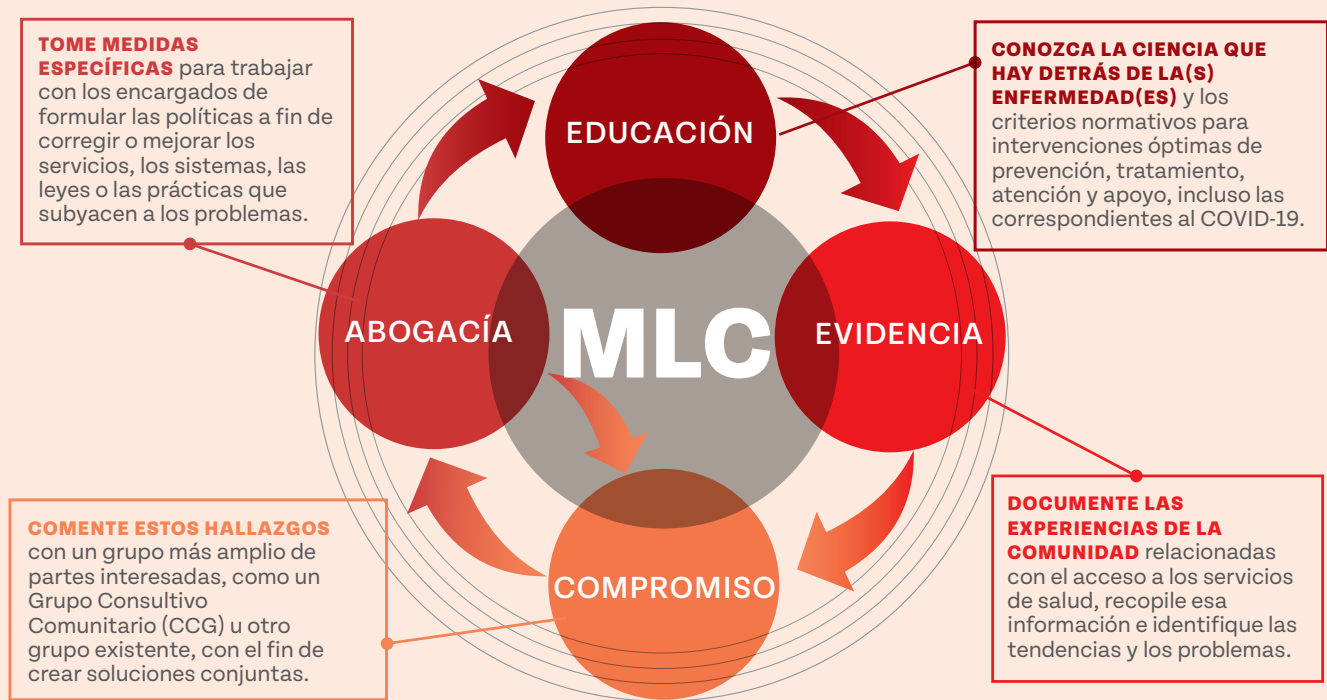 TOME MEDIDAS
ESPECÍFICAS para trabajar
con los encargados de
formular las políticas a fin de
corregir o mejorar los
servicios, los sistemas, las
leyes o las prácticas que
subyacen a los problemas.
EDUCACIÓN
CONOZCA LA CIENCIA QUE
HAY DETRÁS DE LA(S)
ENFERMEDAD(ES) y los
criterios normativos para
intervenciones óptimas de
prevención, tratamiento,
atención y apoyo, incluso las
correspondientes al COVID-19.
ABOGACÍA
MLC
EVIDENCIA
COMENTE ESTOS HALLAZGOS
con un grupo más amplio de
partes interesadas, como un
Grupo Consultivo
Comunitario (CCG) u otro
grupo existente, con el fin de
crear soluciones conjuntas.
COMPROMISO
DOCUMENTE LAS
EXPERIENCIAS DE LA
COMUNIDAD relacionadas
con el acceso a los servicios
de salud, recopile esa
información e identifique las
tendencias y los problemas.